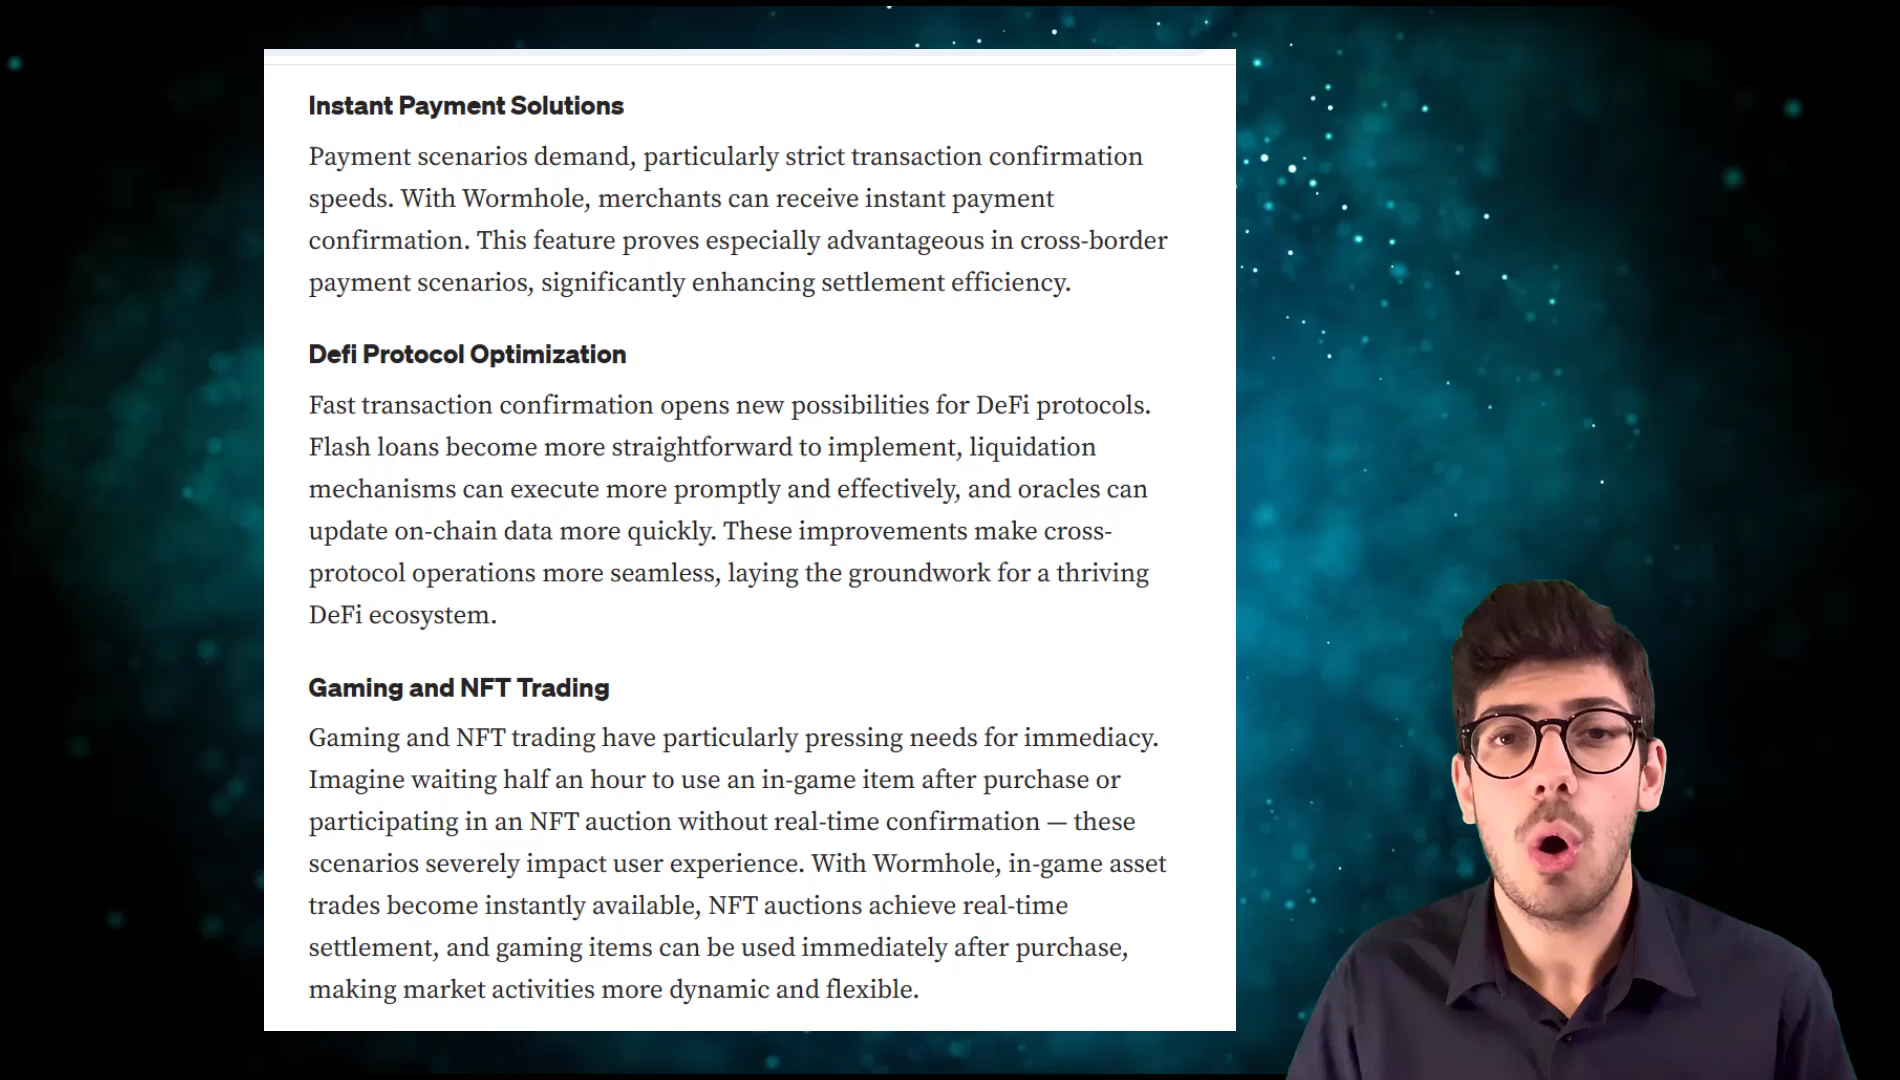 Instant Payment Solutions
Payment scenarios demand, particularly strict transaction confirmation
speeds. With Wormhole, merchants can receive instant payment
confirmation. This feature proves especially advantageous in cross-border
payment scenarios, significantly enhancing settlement efficiency.
Defi Protocol Optimization
Fast transaction confirmation opens new possibilities for DeFi protocols.
Flash loans become more straightforward to implement, liquidation
mechanisms can execute more promptly and effectively, and oracles can
update on-chain data more quickly. These improvements make cross-
protocol operations more seamless, laying the groundwork for a thriving
DeFi ecosystem.
Gaming and NFT Trading
Gaming and NFT trading have particularly pressing needs for immediacy.
Imagine waiting half an hour to use an in-game item after purchase or
participating in an NFT auction without real-time confirmation — these
scenarios severely impact user experience. With Wormhole, in-game asset
trades become instantly available, NFT auctions achieve real-time
settlement, and gaming items can be used immediately after purchase,
making market activities more dynamic and flexible.